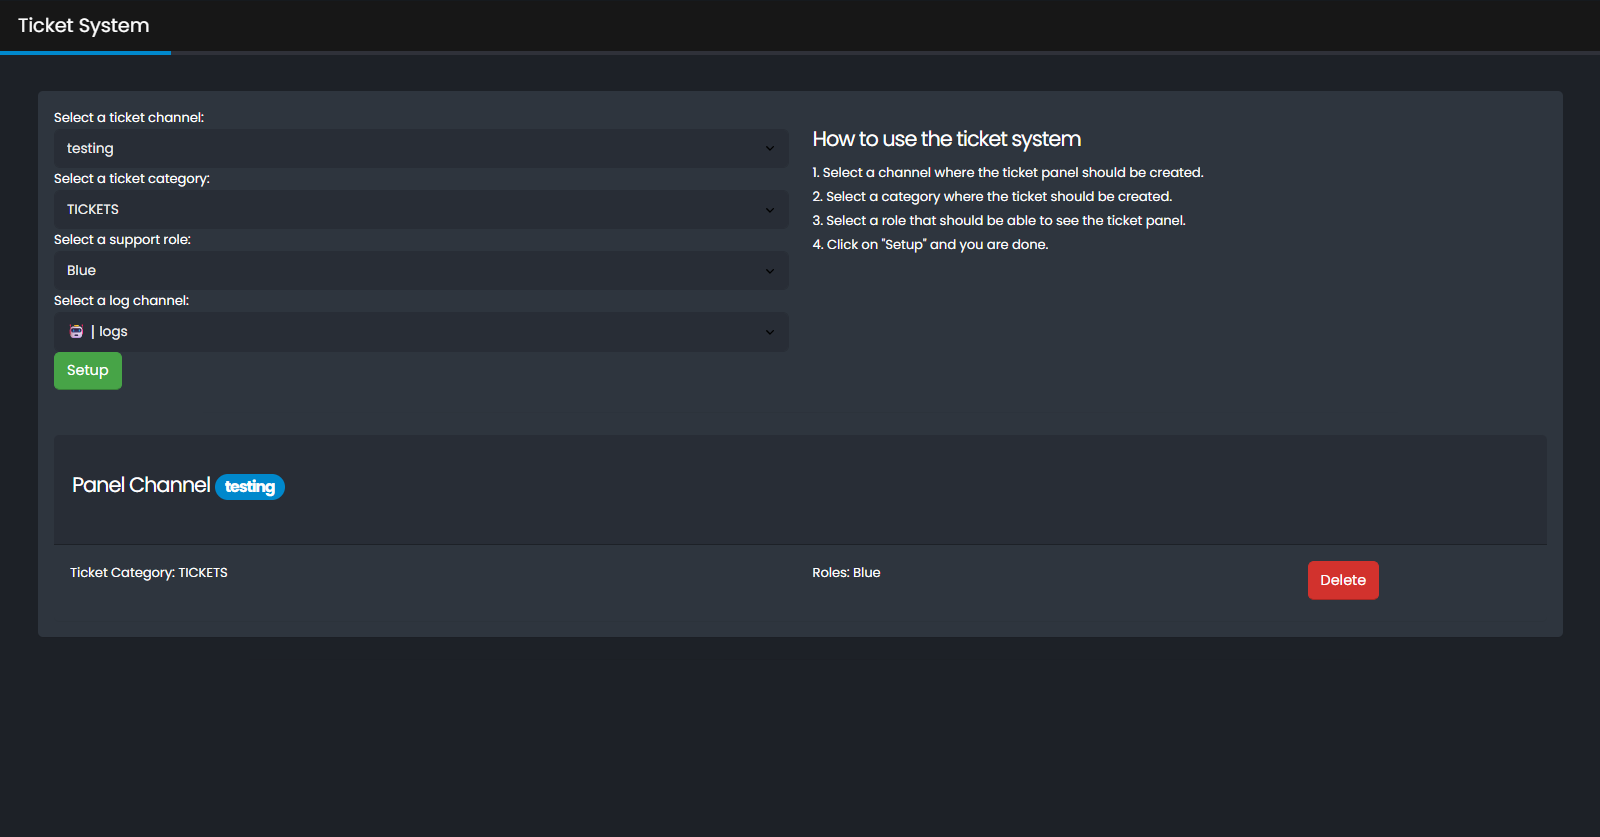 Ticket System
Select a ticket channel:
testing
Select a ticket category:
TICKETS
Select a support role:
Blue
Select a log channel:
| logs
Setup
How to use the ticket system
1. Select a channel where the ticket panel should be created.
2. Select a category where the ticket should be created.
3. Select a role that should be able to see the ticket panel.
4. Click on "Setup" and you are done.
Panel Channel testing
Ticket Category: TICKETS
Roles: Blue
Delete